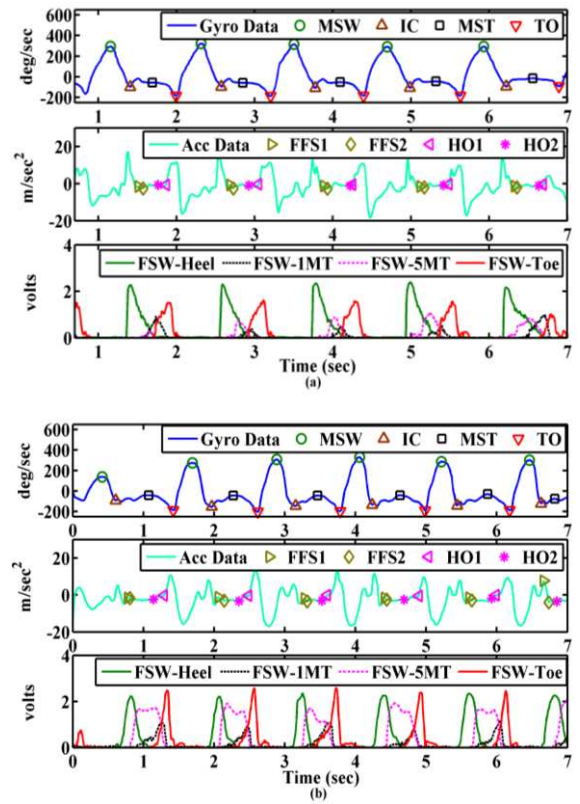 600
400
200
0
-200
deg/sec
Gyro Data MSW IC MST TO
1 2 3 4 5 6 7
20
0
-20
m/sec2
Acc Data FFS1 FFS2 HO1 HO2
1 2 3 4 5 6 7
4
2
0
volts
FSW-Heel FSW-1MT FSW-5MT FSW-Toe
1 2 3 4 5 6 7
Time (sec)
(a)
600
400
200
0
-200
deg/sec
Gyro Data MSW IC MST TO
0 1 2 3 4 5 6 7
20
0
-20
m/sec2
Acc Data FFS1 FFS2 HO1 HO2
0 1 2 3 4 5 6 7
4
2
0
volts
FSW-Heel FSW-1MT FSW-5MT FSW-Toe
0 1 2 3 4 5 6 7
Time (sec)
(b)